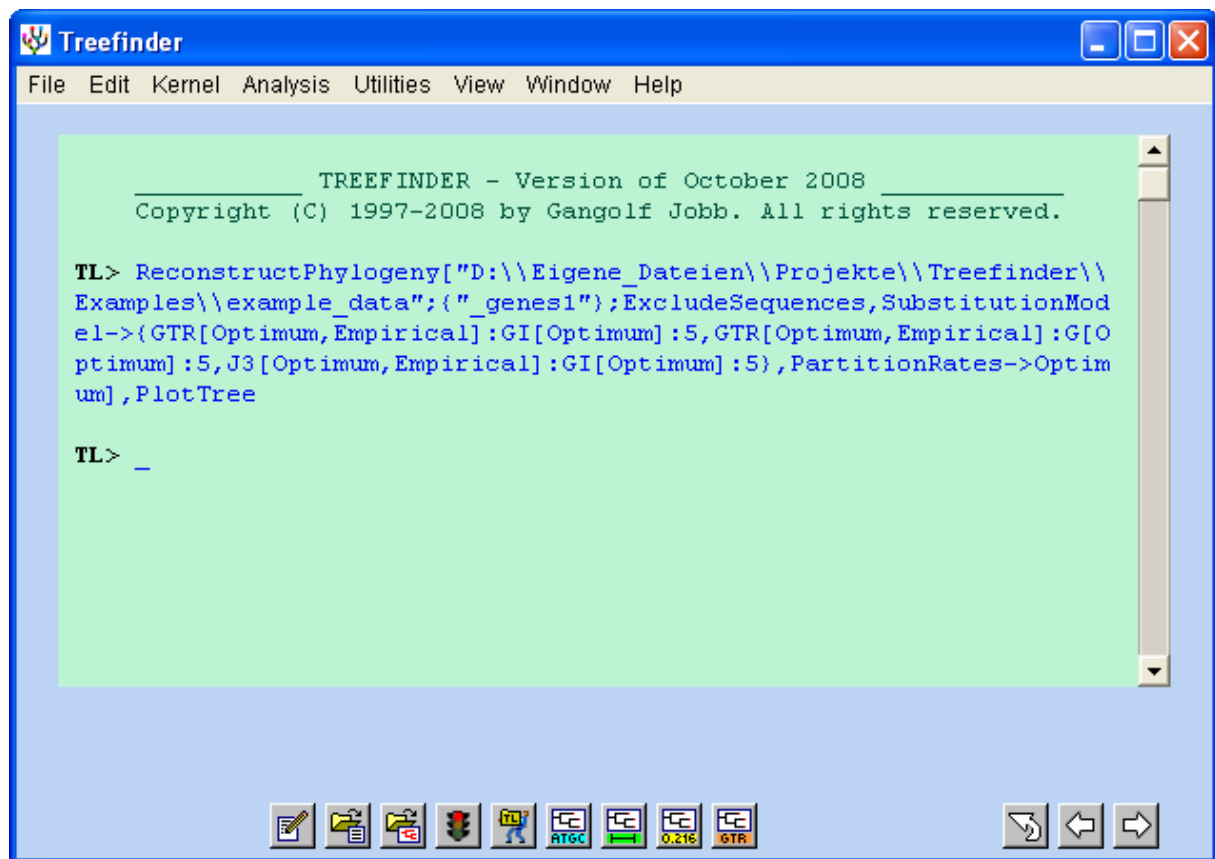 Treefinder
File Edit Kernel Analysis Utilities View Window Help
____________ TREEFINDER – Version of October 2008 _____________
Copyright (C) 1997–2008 by Gangolf Jobb. All rights reserved.
TL> ReconstructPhylogeny["D:\\Eigene_Dateien\\Projekte\\Treefinder\\
Examples\\example_data";{"_genes1"};ExcludeSequences,SubstitutionMod
el->{GTR[Optimum,Empirical]:GI[Optimum]:5,GTR[Optimum,Empirical]:G[O
ptimum]:5,J3[Optimum,Empirical]:GI[Optimum]:5},PartitionRates->Optim
um],PlotTree
TL> _
TL ATGC 0.216 GTR